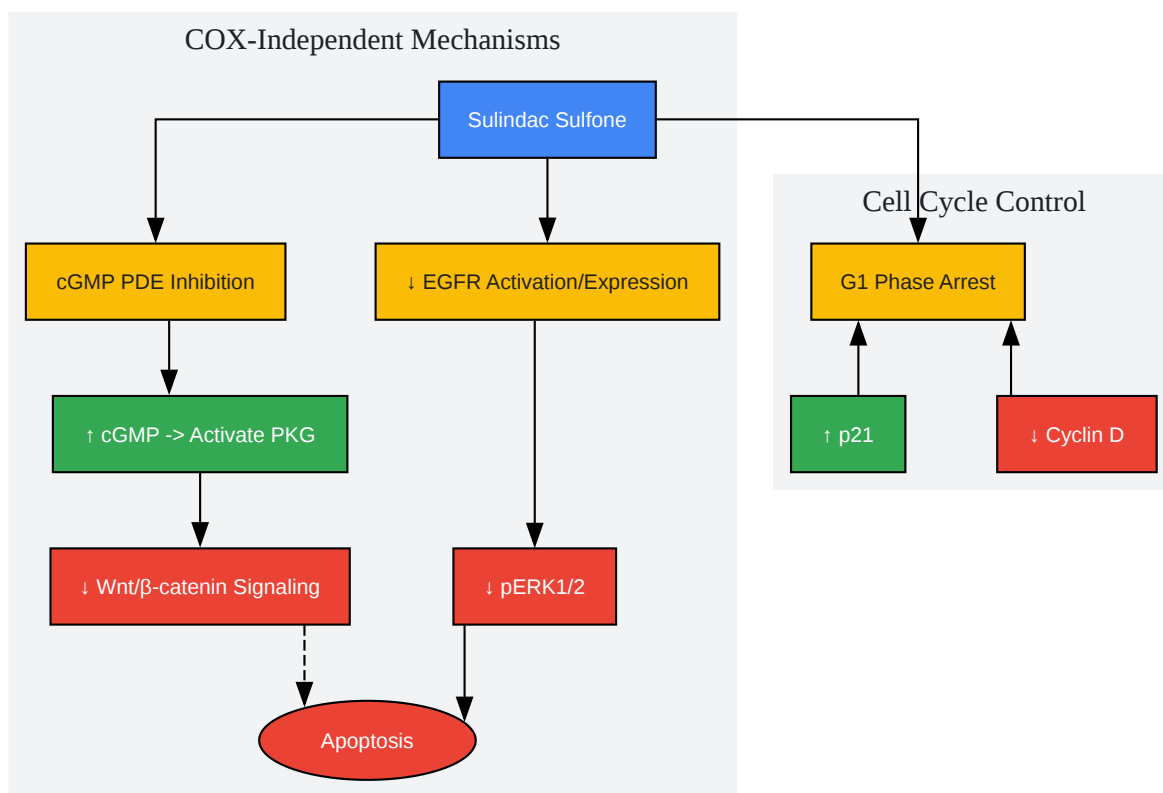 COX-Independent Mechanisms
Sulindac Sulfone
Cell Cycle Control
cGMP PDE Inhibition
↓ EGFR Activation/Expression
G1 Phase Arrest
↑ cGMP -> Activate PKG
↑ p21
↓ Cyclin D
↓ Wnt/β-catenin Signaling
↓ pERK1/2
Apoptosis